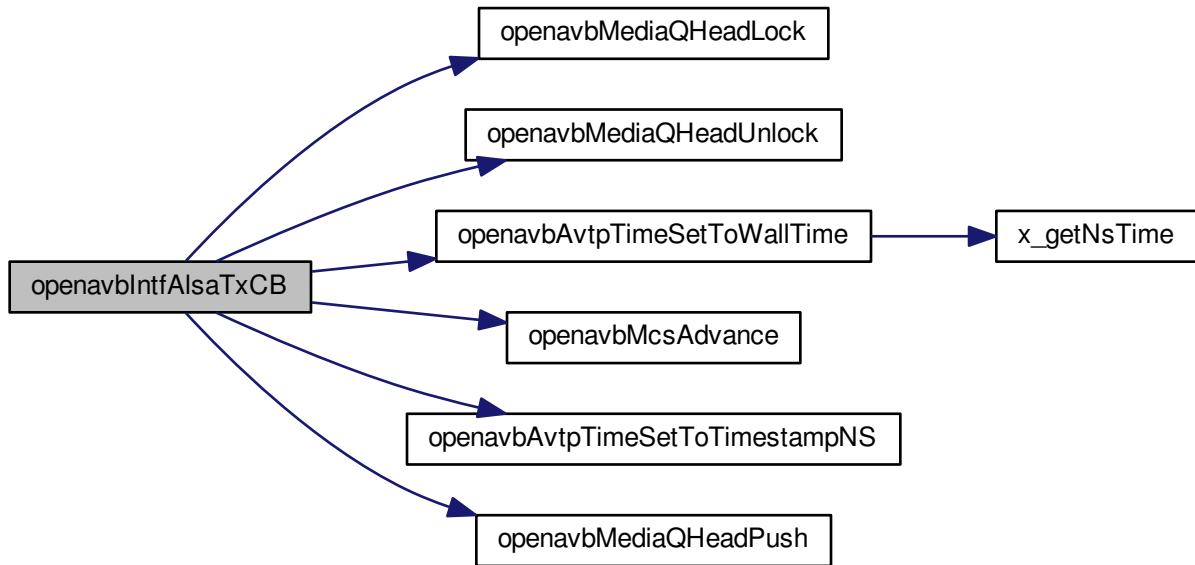 openavbMediaQHeadLock
openavbMediaQHeadUnlock
openavbAvtpTimeSetToWallTime
x_getNsTime
openavbIntfAlsaTxCB
openavbMcsAdvance
openavbAvtpTimeSetToTimestampNS
openavbMediaQHeadPush